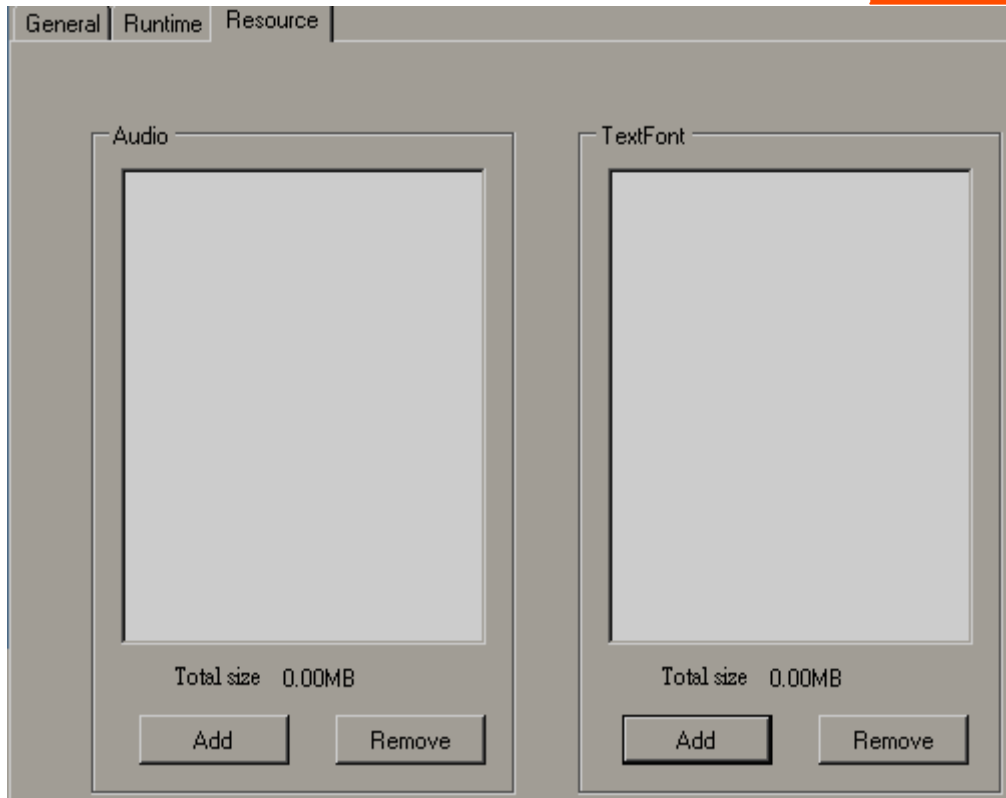 General Runtime Resource
Audio
TextFont
Total size 0.00MB
Total size 0.00MB
Add Remove
Add Remove